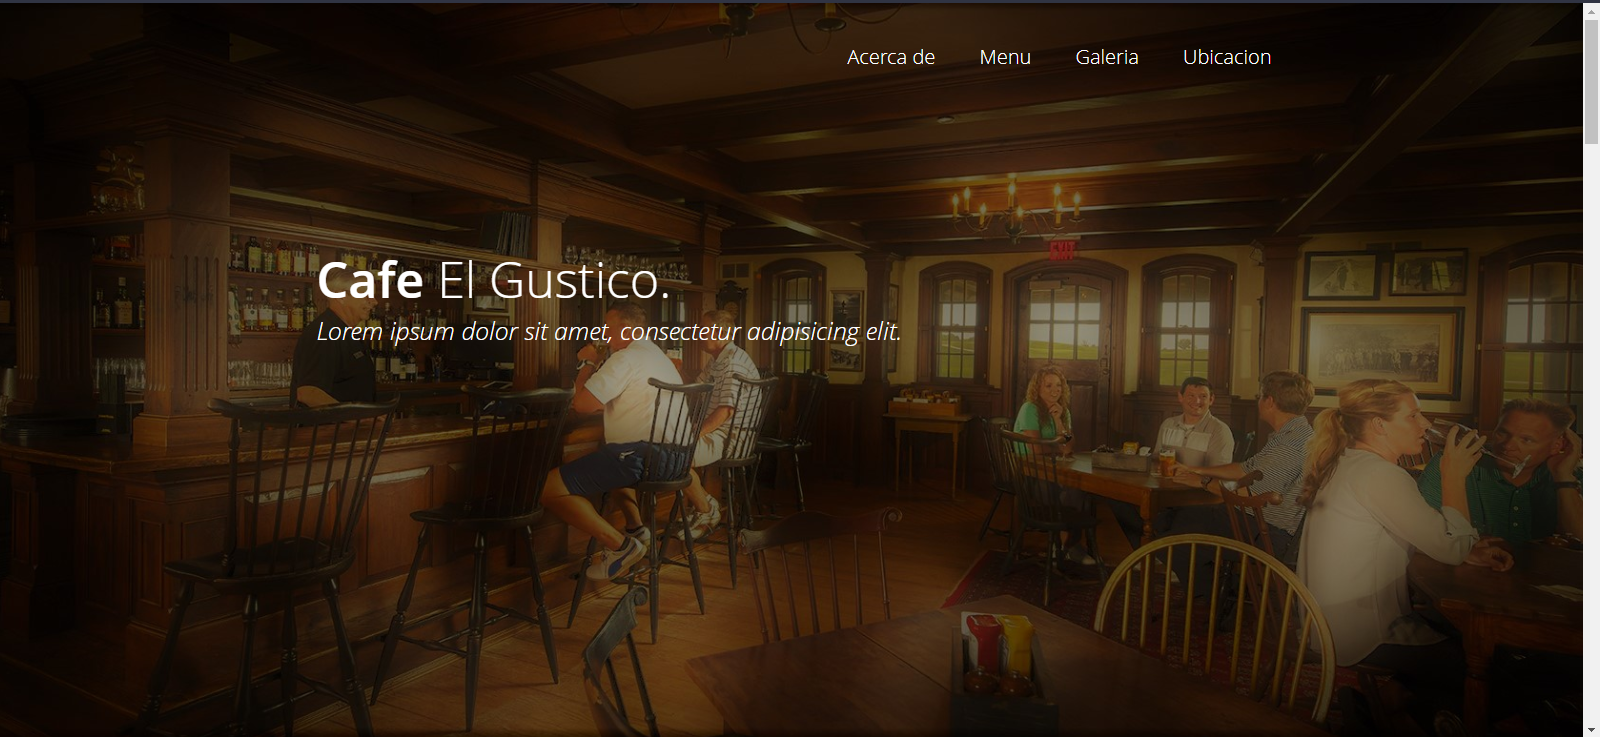 Acerca de Menu Galeria Ubicacion
EXIT
Cafe El Gustico.
Lorem ipsum dolor sit amet, consectetur adipisicing elit.